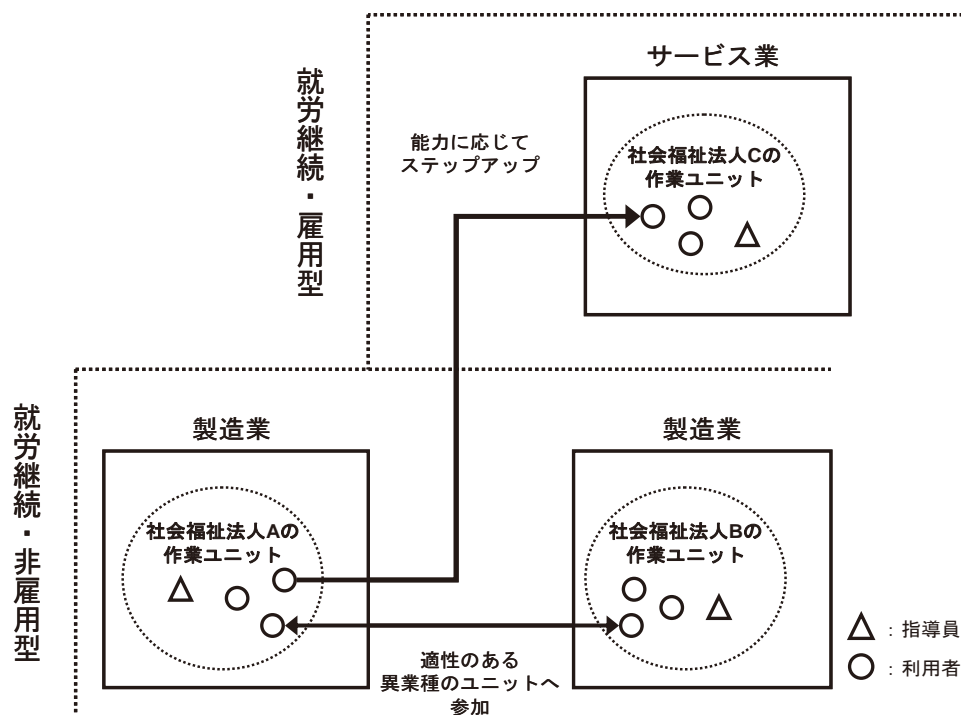 サービス業
就労継続・雇用型
能力に応じて
ステップアップ
社会福祉法人Cの
作業ユニット
就労継続・非雇用型
製造業
製造業
社会福祉法人Aの
作業ユニット
社会福祉法人Bの
作業ユニット
適性のある
異業種のユニットへ
参加
△：指導員
○：利用者